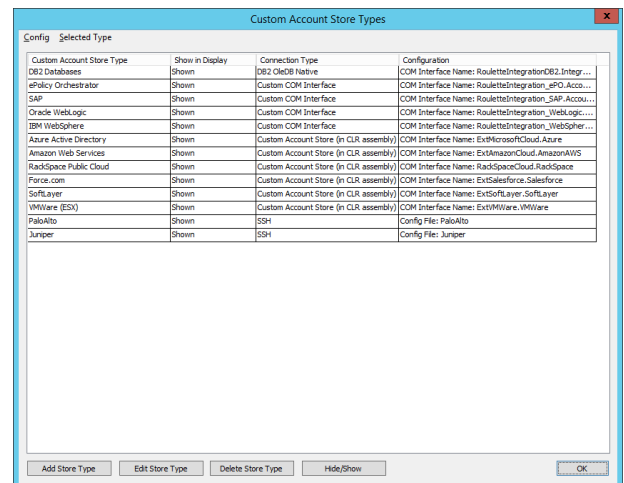 Custom Account Store Types
x
Config Selected Type
Custom Account Store Type Show in Display Connection Type Configuration
DB2 Databases Shown DB2 OleDB Native COM Interface Name: RouletteIntegrationDB2.Integr...
ePolicy Orchestrator Shown Custom COM Interface COM Interface Name: RouletteIntegration_ePO.Acco...
SAP Shown Custom COM Interface COM Interface Name: RouletteIntegration_SAP.Accou...
Oracle WebLogic Shown Custom COM Interface COM Interface Name: RouletteIntegration_WebLogic....
IBM WebSphere Shown Custom COM Interface COM Interface Name: RouletteIntegration_WebSpher...
Azure Active Directory Shown Custom Account Store (in CLR assembly) COM Interface Name: ExtMicrosoftCloud.Azure
Amazon Web Services Shown Custom Account Store (in CLR assembly) COM Interface Name: ExtAmazonCloud.AmazonAWS
RackSpace Public Cloud Shown Custom Account Store (in CLR assembly) COM Interface Name: RackSpaceCloud.RackSpace
Force.com Shown Custom Account Store (in CLR assembly) COM Interface Name: ExtSalesforce.Salesforce
SoftLayer Shown Custom Account Store (in CLR assembly) COM Interface Name: ExtSoftLayer.SoftLayer
VMWare (ESX) Shown Custom Account Store (in CLR assembly) COM Interface Name: ExtVMWare.VMWare
PaloAlto Shown SSH Config File: PaloAlto
Juniper Shown SSH Config File: Juniper
Add Store Type Edit Store Type Delete Store Type Hide/Show OK